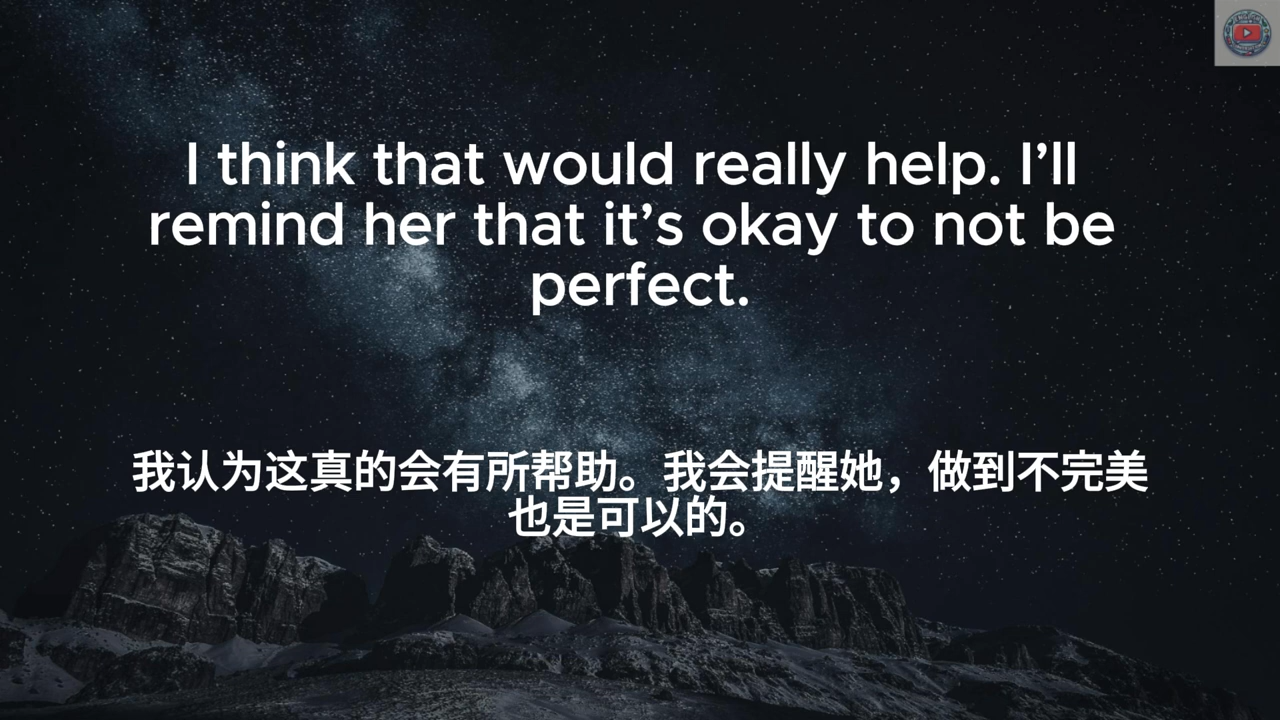 I think that would really help. I’ll
remind her that it’s okay to not be
perfect.
我认为这真的会有所帮助。我会提醒她，做到不完美
也是可以的。